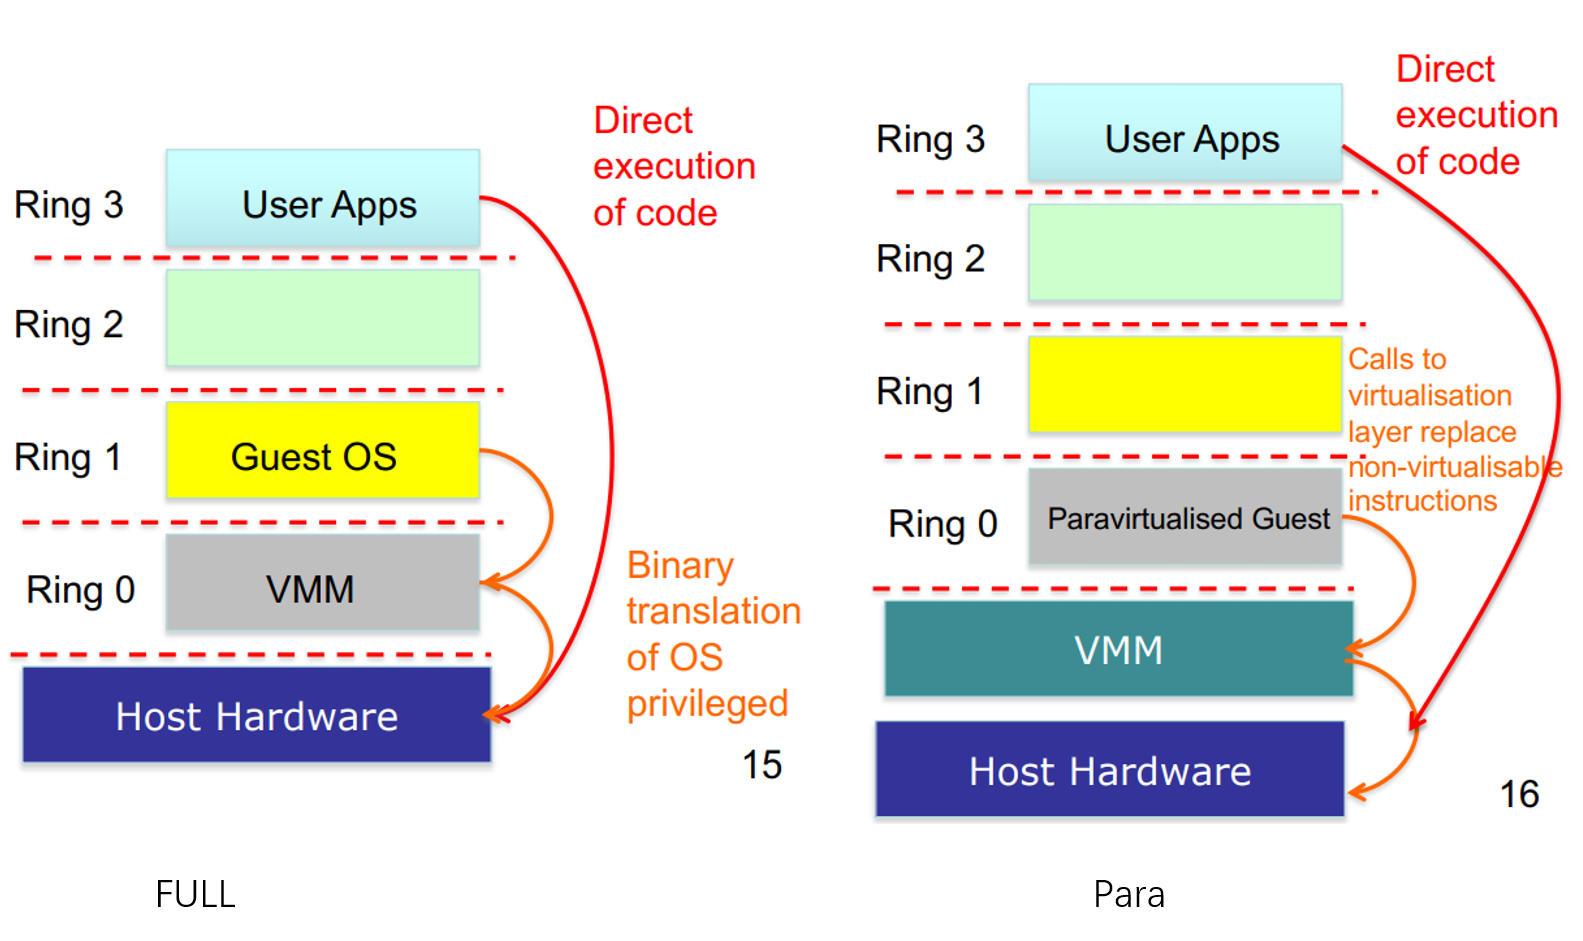 Direct
execution
of code
Ring 3
User Apps
Ring 2
Ring 1
Guest OS
Ring 0
VMM
Binary
translation
of OS
privileged
Host Hardware
15
FULL
Direct
execution
of code
Ring 3
User Apps
Ring 2
Ring 1
Calls to
virtualisation
layer replace
non-virtualisable
instructions
Ring 0
Paravirtualised Guest
VMM
Host Hardware
16
Para